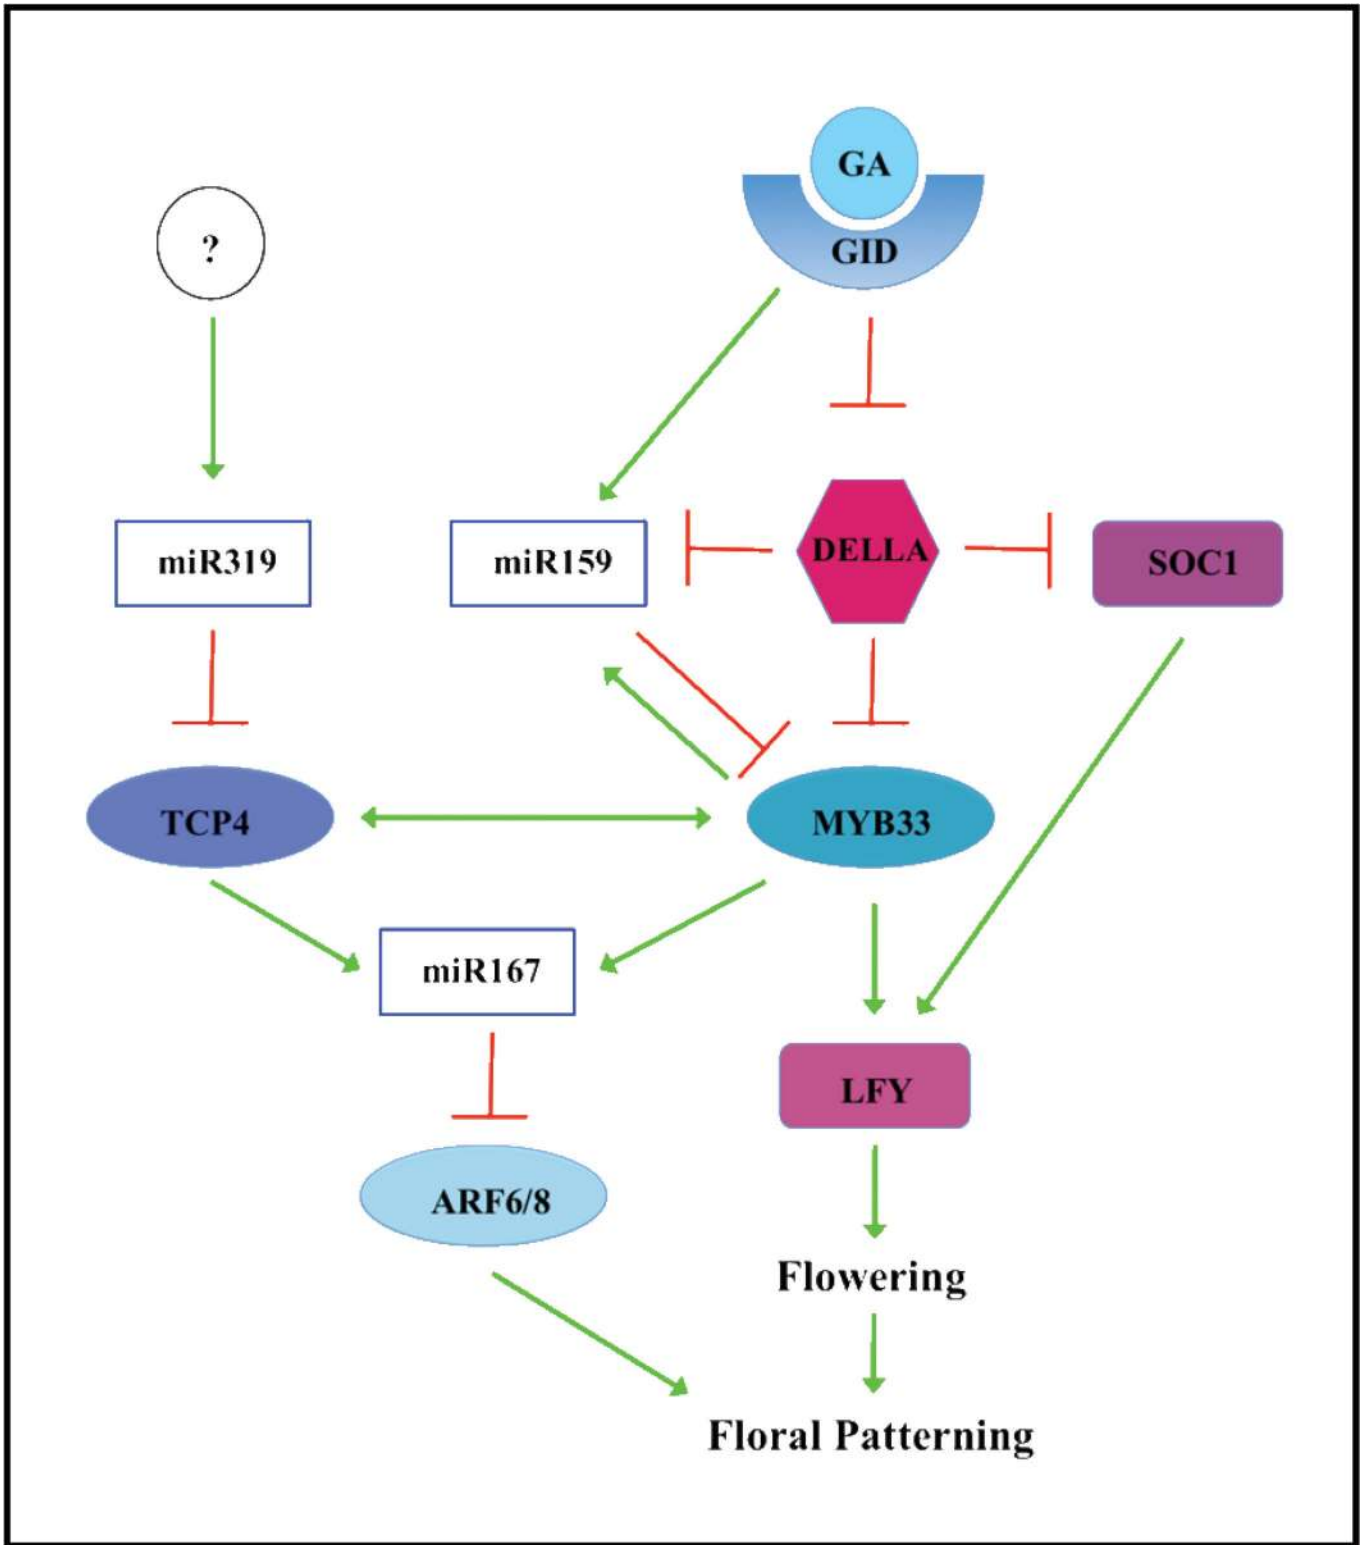 GA
?
GID
miR319
miR159
DELLA
SOC1
TCP4
MYB33
miR167
LFY
ARF6/8
Flowering
Floral Patterning